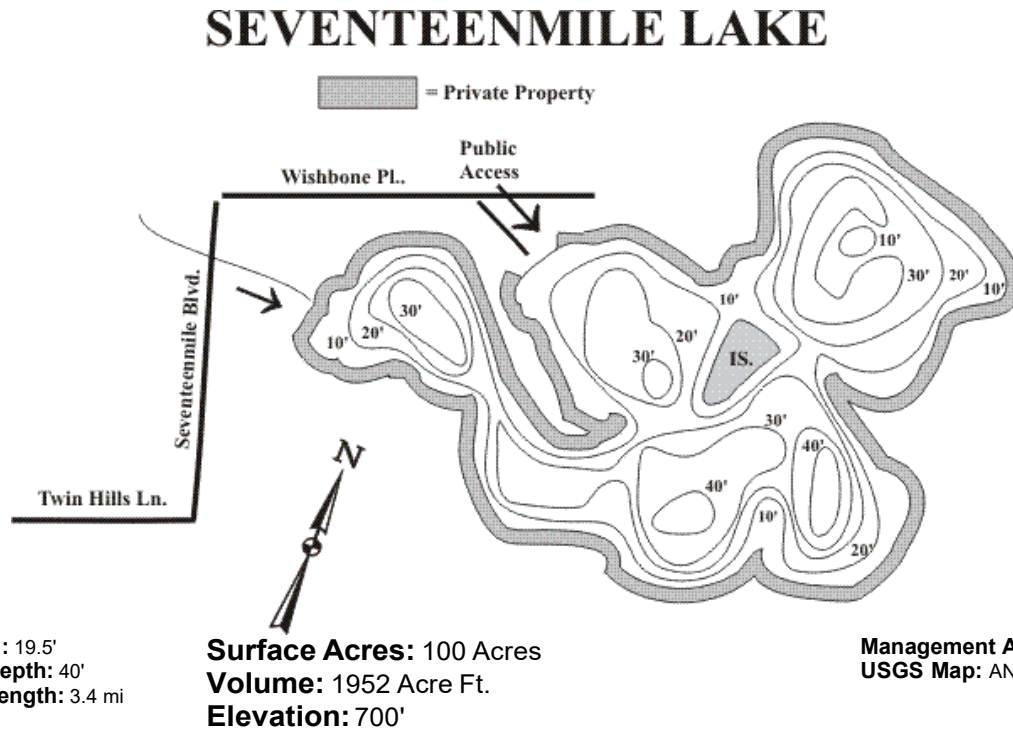 SEVENTEENMILE LAKE
= Private Property
Public
Access
Wishbone Pl..
Seventeenmile Blvd.
Twin Hills Ln.
N
10'
20'
30'
10'
20'
30'
IS.
10'
30'
20'
10'
30'
40'
40'
10'
20'
: 19.5'
epth: 40'
ength: 3.4 mi
Surface Acres: 100 Acres
Volume: 1952 Acre Ft.
Elevation: 700'
Management A
USGS Map: AN